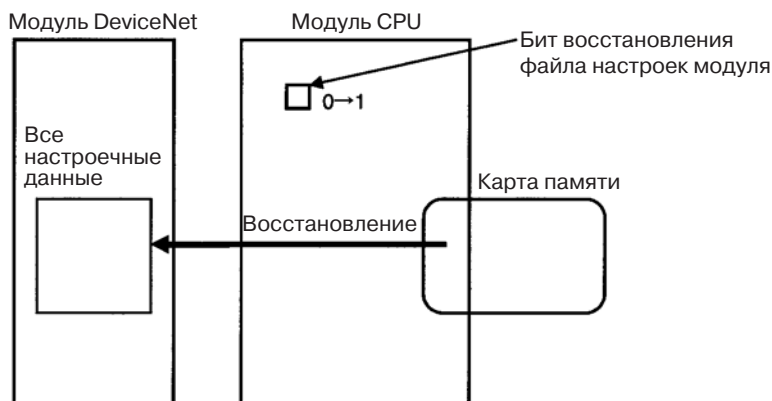 Модуль DeviceNet
Модуль CPU
Бит восстановления
файла настроек модуля
0→1
Все
настроечные
данные
Карта памяти
Восстановление